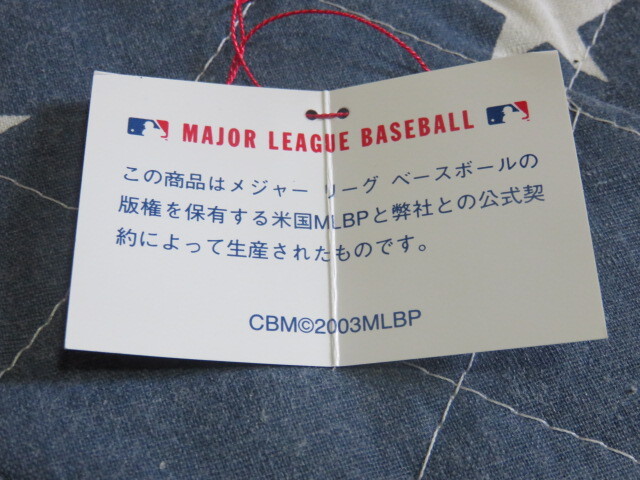 MAJOR LEAGUE BASEBALL
この商品はメジャー リーグ ベースボールの
版権を保有する米国MLBPと弊社との公式契
約によって生産されたものです。
CBM©2003MLBP